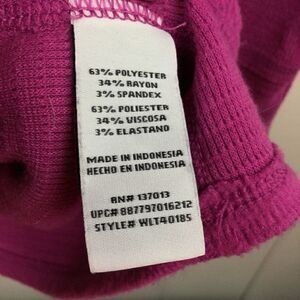 63% POLYESTER
34% RAYON
3% SPANDEX
63% POLIESTER
34% VISCOSA
3% ELASTANO
MADE IN INDONESIA
HECHO EN INDONESIA
RN# 137013
UPC# 887797016212
STYLE# WLT40185